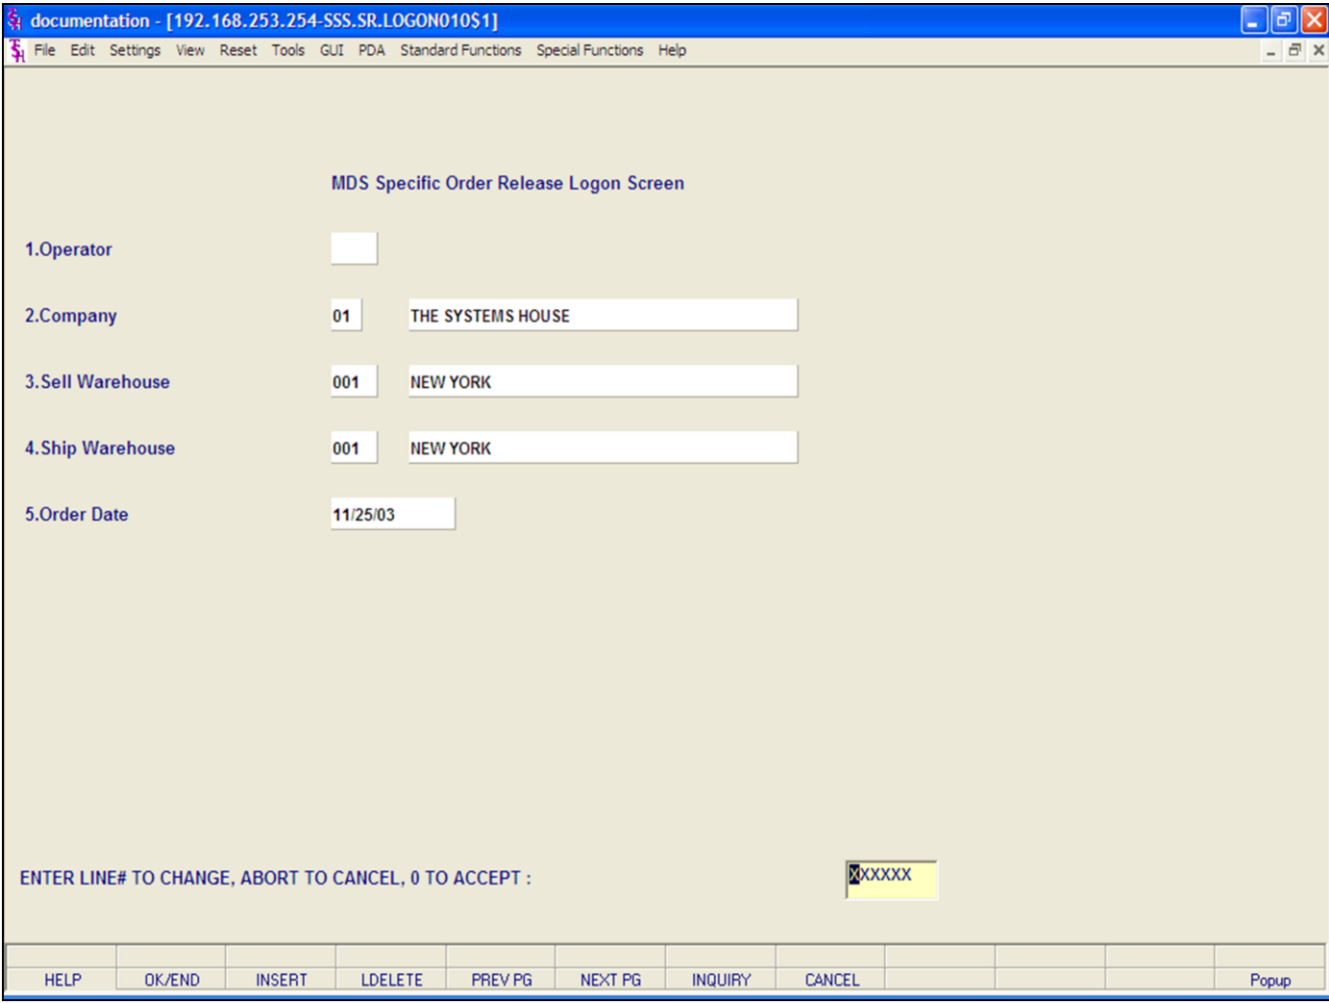 documentation - [192.168.253.254-SSS.SR.LOGON010$1]
File Edit Settings View Reset Tools GUI PDA Standard Functions Special Functions Help
MDS Specific Order Release Logon Screen
1.Operator
2.Company 01 THE SYSTEMS HOUSE
3.Sell Warehouse 001 NEW YORK
4.Ship Warehouse 001 NEW YORK
5.Order Date 11/25/03
ENTER LINE# TO CHANGE, ABORT TO CANCEL, 0 TO ACCEPT : XXXXXX
HELP OK/END INSERT LDELETE PREV PG NEXT PG INQUIRY CANCEL Popup